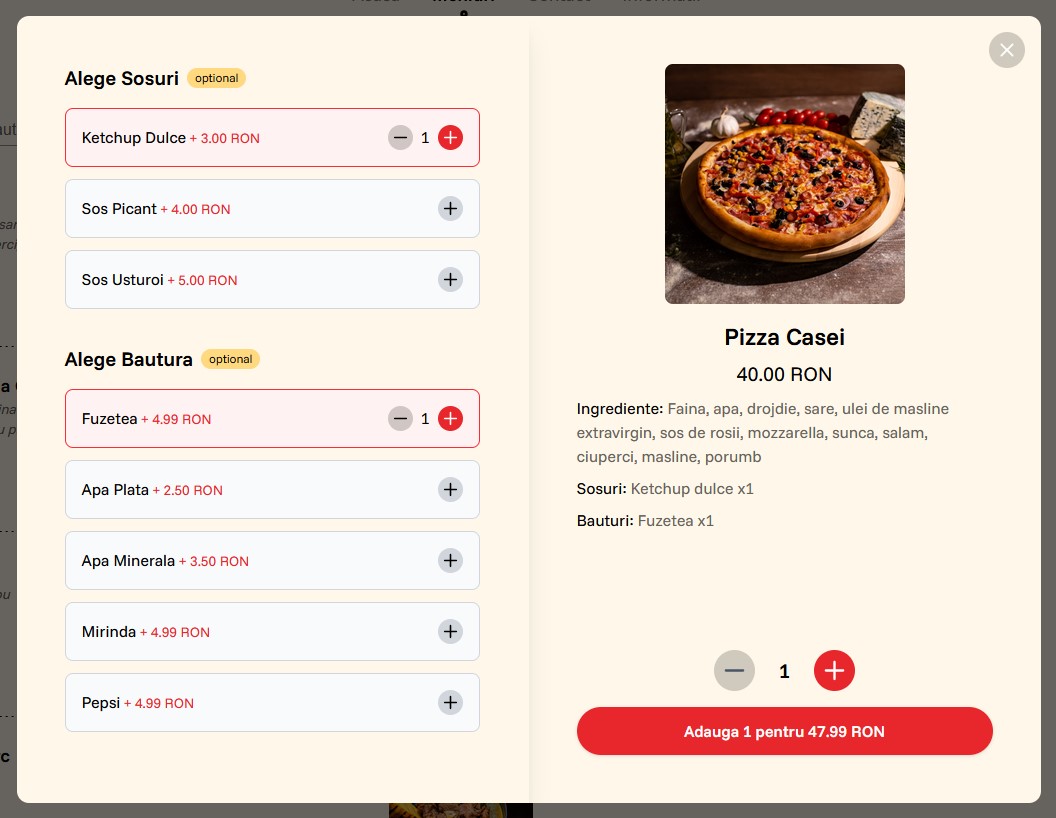 Alege Sosuri optional
Ketchup Dulce + 3.00 RON 1
Sos Picant + 4.00 RON
Sos Usturoi + 5.00 RON
Alege Bautura optional
Fuzetea + 4.99 RON 1
Apa Plata + 2.50 RON
Apa Minerala + 3.50 RON
Mirinda + 4.99 RON
Pepsi + 4.99 RON
Pizza Casei
40.00 RON
Ingrediente: Faina, apa, drojdie, sare, ulei de masline
extravirgin, sos de rosii, mozzarella, sunca, salam,
ciuperci, masline, porumb
Sosuri: Ketchup dulce x1
Bauturi: Fuzetea x1
1
Adauga 1 pentru 47.99 RON